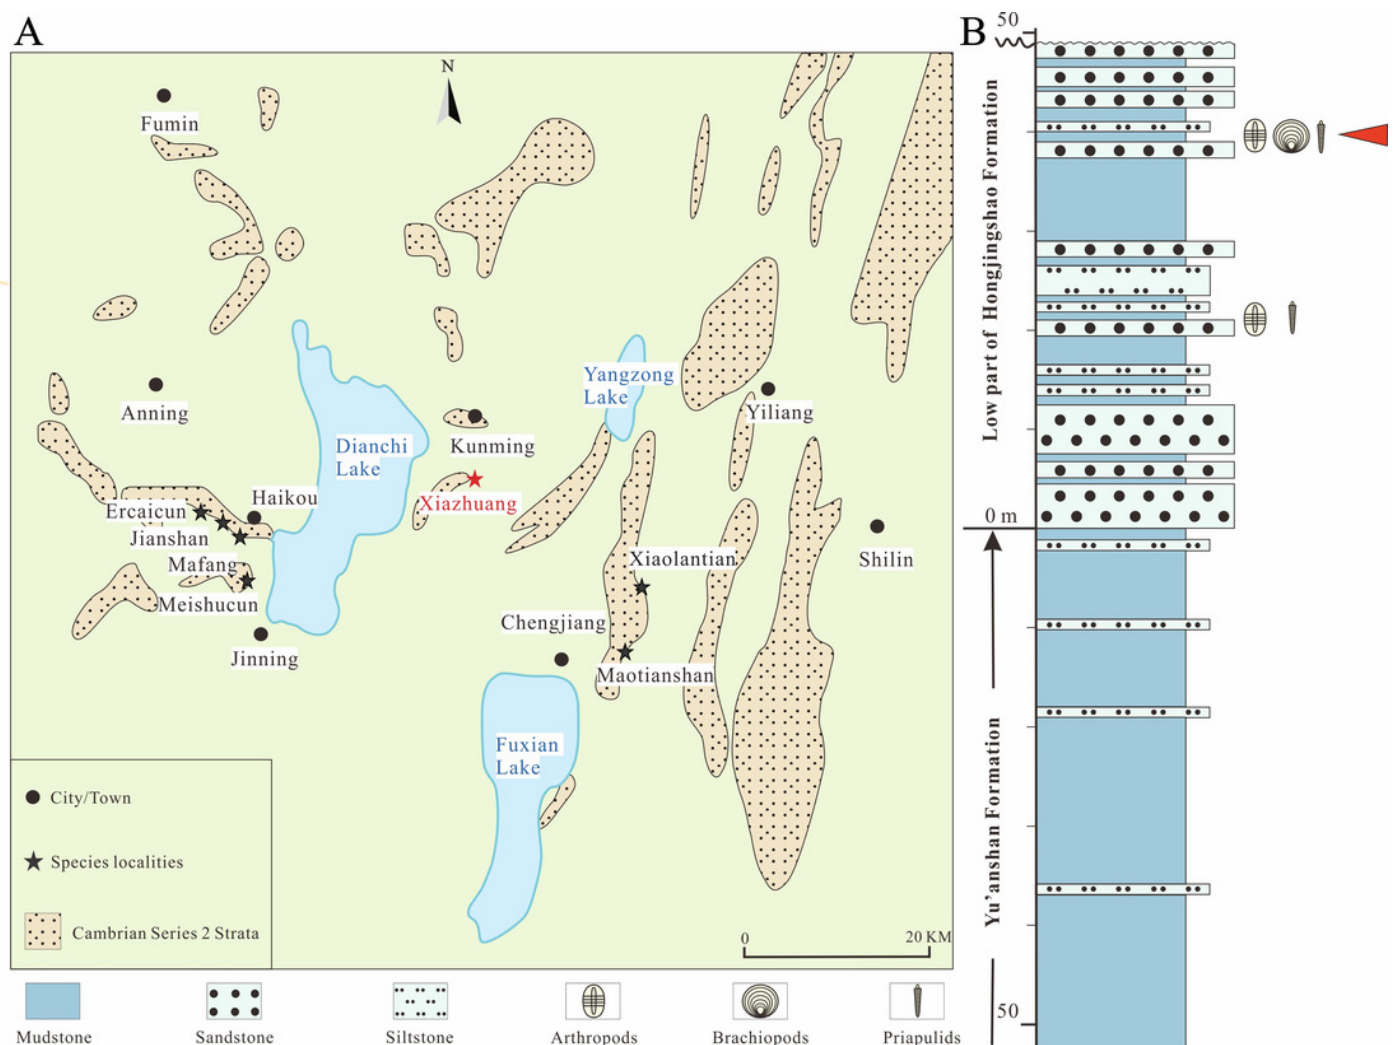 A
N
Fumin
Anning
Dianchi
Lake
Yangzong
Lake
Yiliang
Kunming
Xiazhuang
Haikou
Ercaicun
Jianshan
Mafang
Meishucun
Jinning
Shilin
Xiaolantian
Chengjiang
Maotianshan
Fuxian
Lake
City/Town
Species localities
Cambrian Series 2 Strata
0 20 KM
B
50
Low part of Hongjingshao Formation
0 m
Yu'anshan Formation
50
Mudstone Sandstone Siltstone Arthropods Brachiopods Priapulids